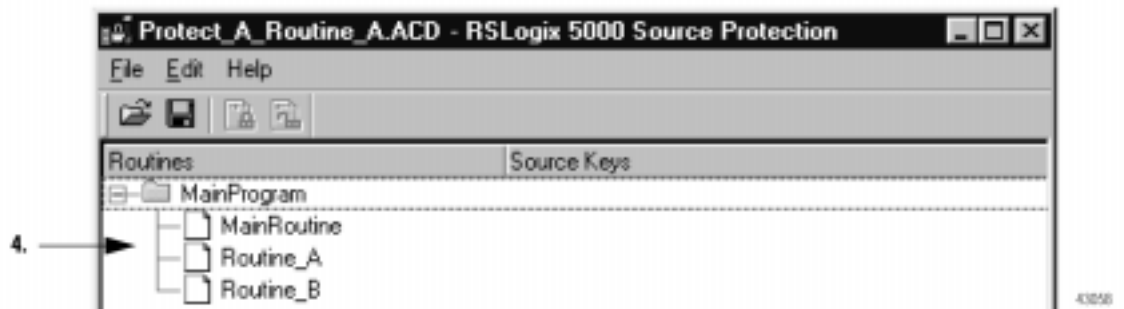 Protect_A_Routine_A.ACD - RSLogix 5000 Source Protection
File Edit Help
Routines Source Keys
MainProgram
MainRoutine
4. Routine_A
Routine_B
43058